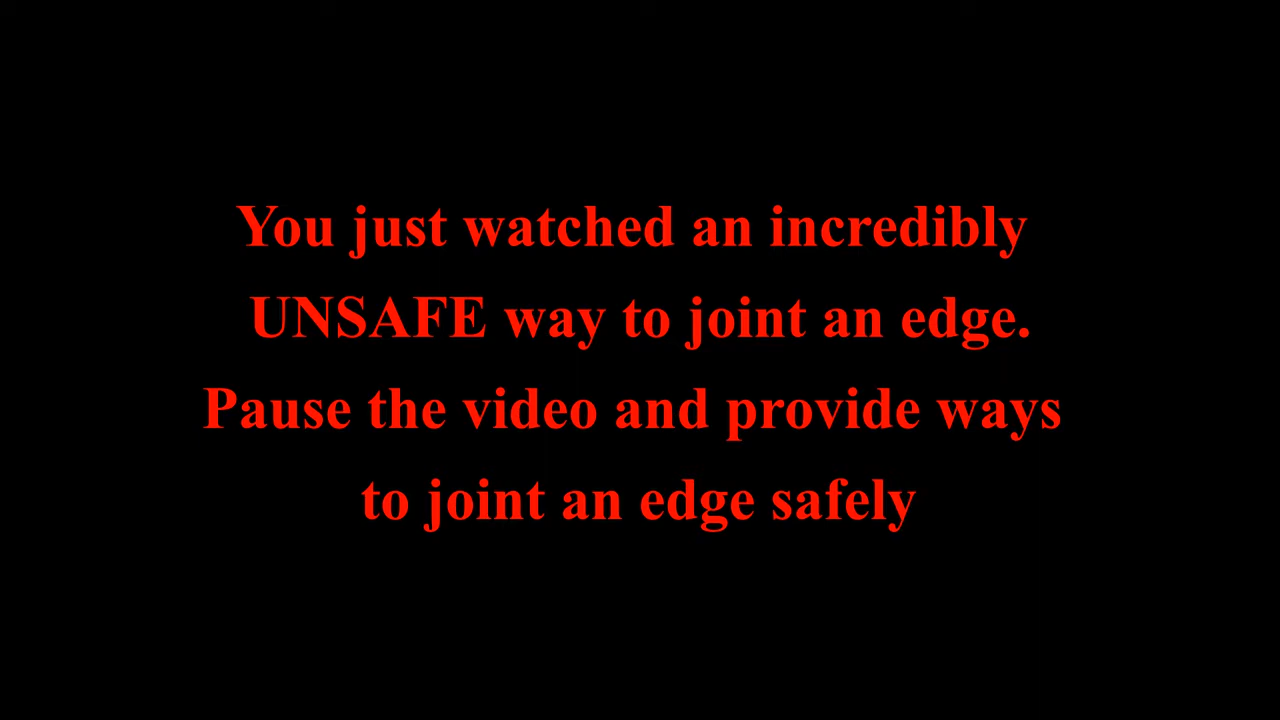 You just watched an incredibly
UNSAFE way to joint an edge.
Pause the video and provide ways
to joint an edge safely